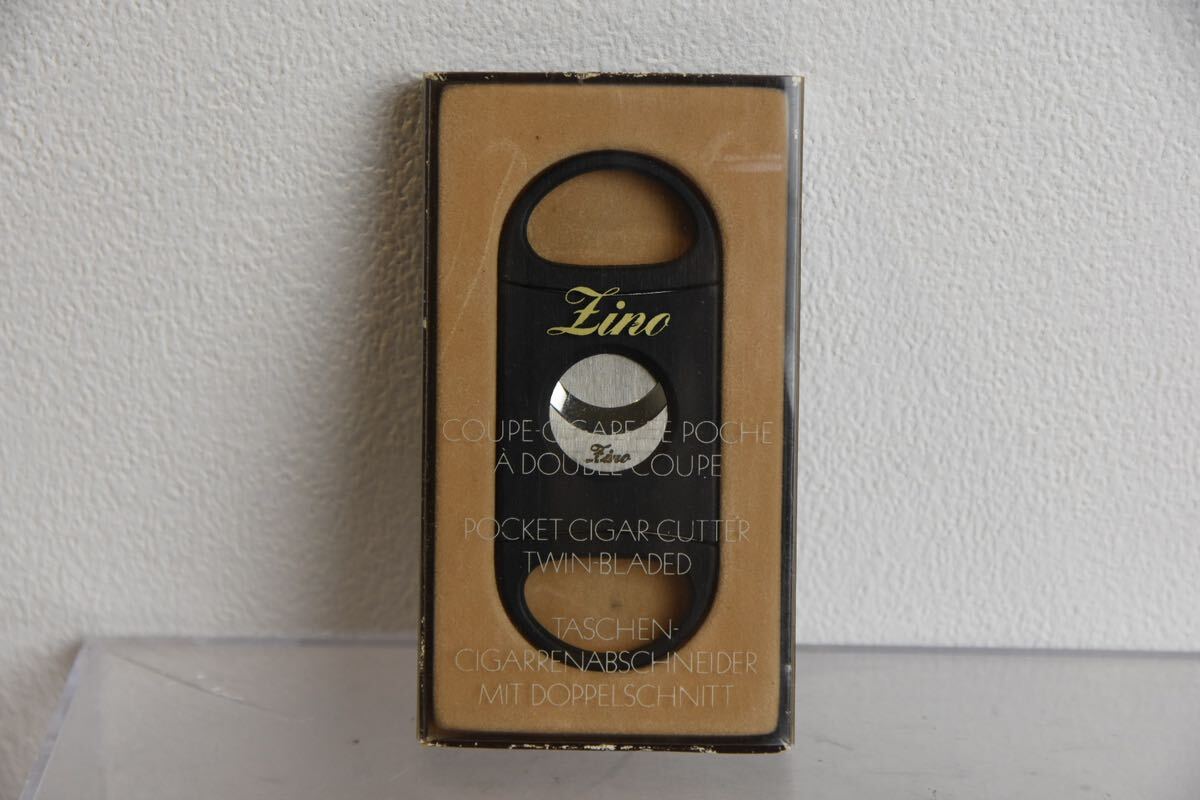 Zino
COUPE-CIGARE DE POCHE
Zino
À DOUBLE COUPE
POCKET CIGAR CUTTER
TWIN-BLADED
TASCHEN-
CIGARRENABSCHNEIDER
MIT DOPPELSCHNITT